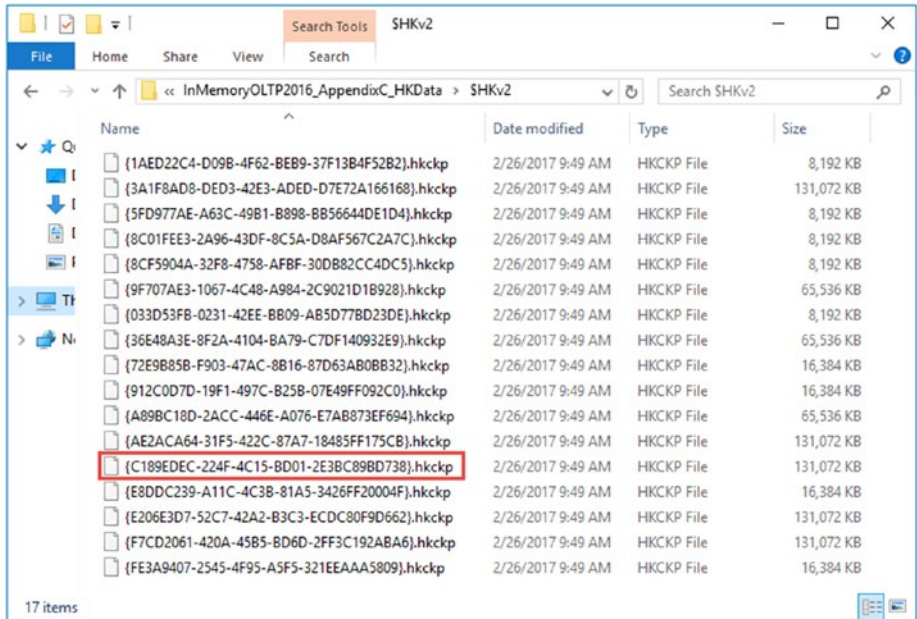 Search Tools $HKv2
File Home Share View Search
« InMemoryOLTP2016_AppendixC_HKData > $HKv2 Search $HKv2
Name Date modified Type Size
{1AED22C4-D09B-4F62-BEB9-37F13B4F52B2}.hkckp 2/26/2017 9:49 AM HKCKP File 8,192 KB
{3A1F8AD8-DED3-42E3-ADED-D7E72A166168}.hkckp 2/26/2017 9:49 AM HKCKP File 131,072 KB
{5FD977AE-A63C-49B1-B898-BB56644DE1D4}.hkckp 2/26/2017 9:49 AM HKCKP File 8,192 KB
{8C01FEE3-2A96-43DF-8C5A-D8AF567C2A7C}.hkckp 2/26/2017 9:49 AM HKCKP File 8,192 KB
{8CF5904A-32F8-4758-AFBF-30DB82CC4DC5}.hkckp 2/26/2017 9:49 AM HKCKP File 8,192 KB
{9F707AE3-1067-4C48-A984-2C9021D1B928}.hkckp 2/26/2017 9:49 AM HKCKP File 65,536 KB
{033D53FB-0231-42EE-BB09-AB5D77BD23DE}.hkckp 2/26/2017 9:49 AM HKCKP File 8,192 KB
{36E48A3E-8F2A-4104-BA79-C7DF140932E9}.hkckp 2/26/2017 9:49 AM HKCKP File 65,536 KB
{72E9B85B-F903-47AC-8B16-87D63AB0BB32}.hkckp 2/26/2017 9:49 AM HKCKP File 16,384 KB
{912C0D7D-19F1-497C-B25B-07E49FF092C0}.hkckp 2/26/2017 9:49 AM HKCKP File 16,384 KB
{A89BC18D-2ACC-446E-A076-E7AB873EF694}.hkckp 2/26/2017 9:49 AM HKCKP File 65,536 KB
{AE2ACA64-31F5-422C-87A7-18485FF175CB}.hkckp 2/26/2017 9:49 AM HKCKP File 131,072 KB
{C189EDEC-224F-4C15-BD01-2E3BC89BD738}.hkckp 2/26/2017 9:49 AM HKCKP File 131,072 KB
{E8DDC239-A11C-4C3B-81A5-3426FF20004F}.hkckp 2/26/2017 9:49 AM HKCKP File 16,384 KB
{E206E3D7-52C7-42A2-B3C3-ECDC80F9D662}.hkckp 2/26/2017 9:49 AM HKCKP File 131,072 KB
{F7CD2061-420A-45B5-BD6D-2FF3C192ABA6}.hkckp 2/26/2017 9:49 AM HKCKP File 131,072 KB
{FE3A9407-2545-4F95-A5F5-321EEAAA5809}.hkckp 2/26/2017 9:49 AM HKCKP File 16,384 KB
17 items